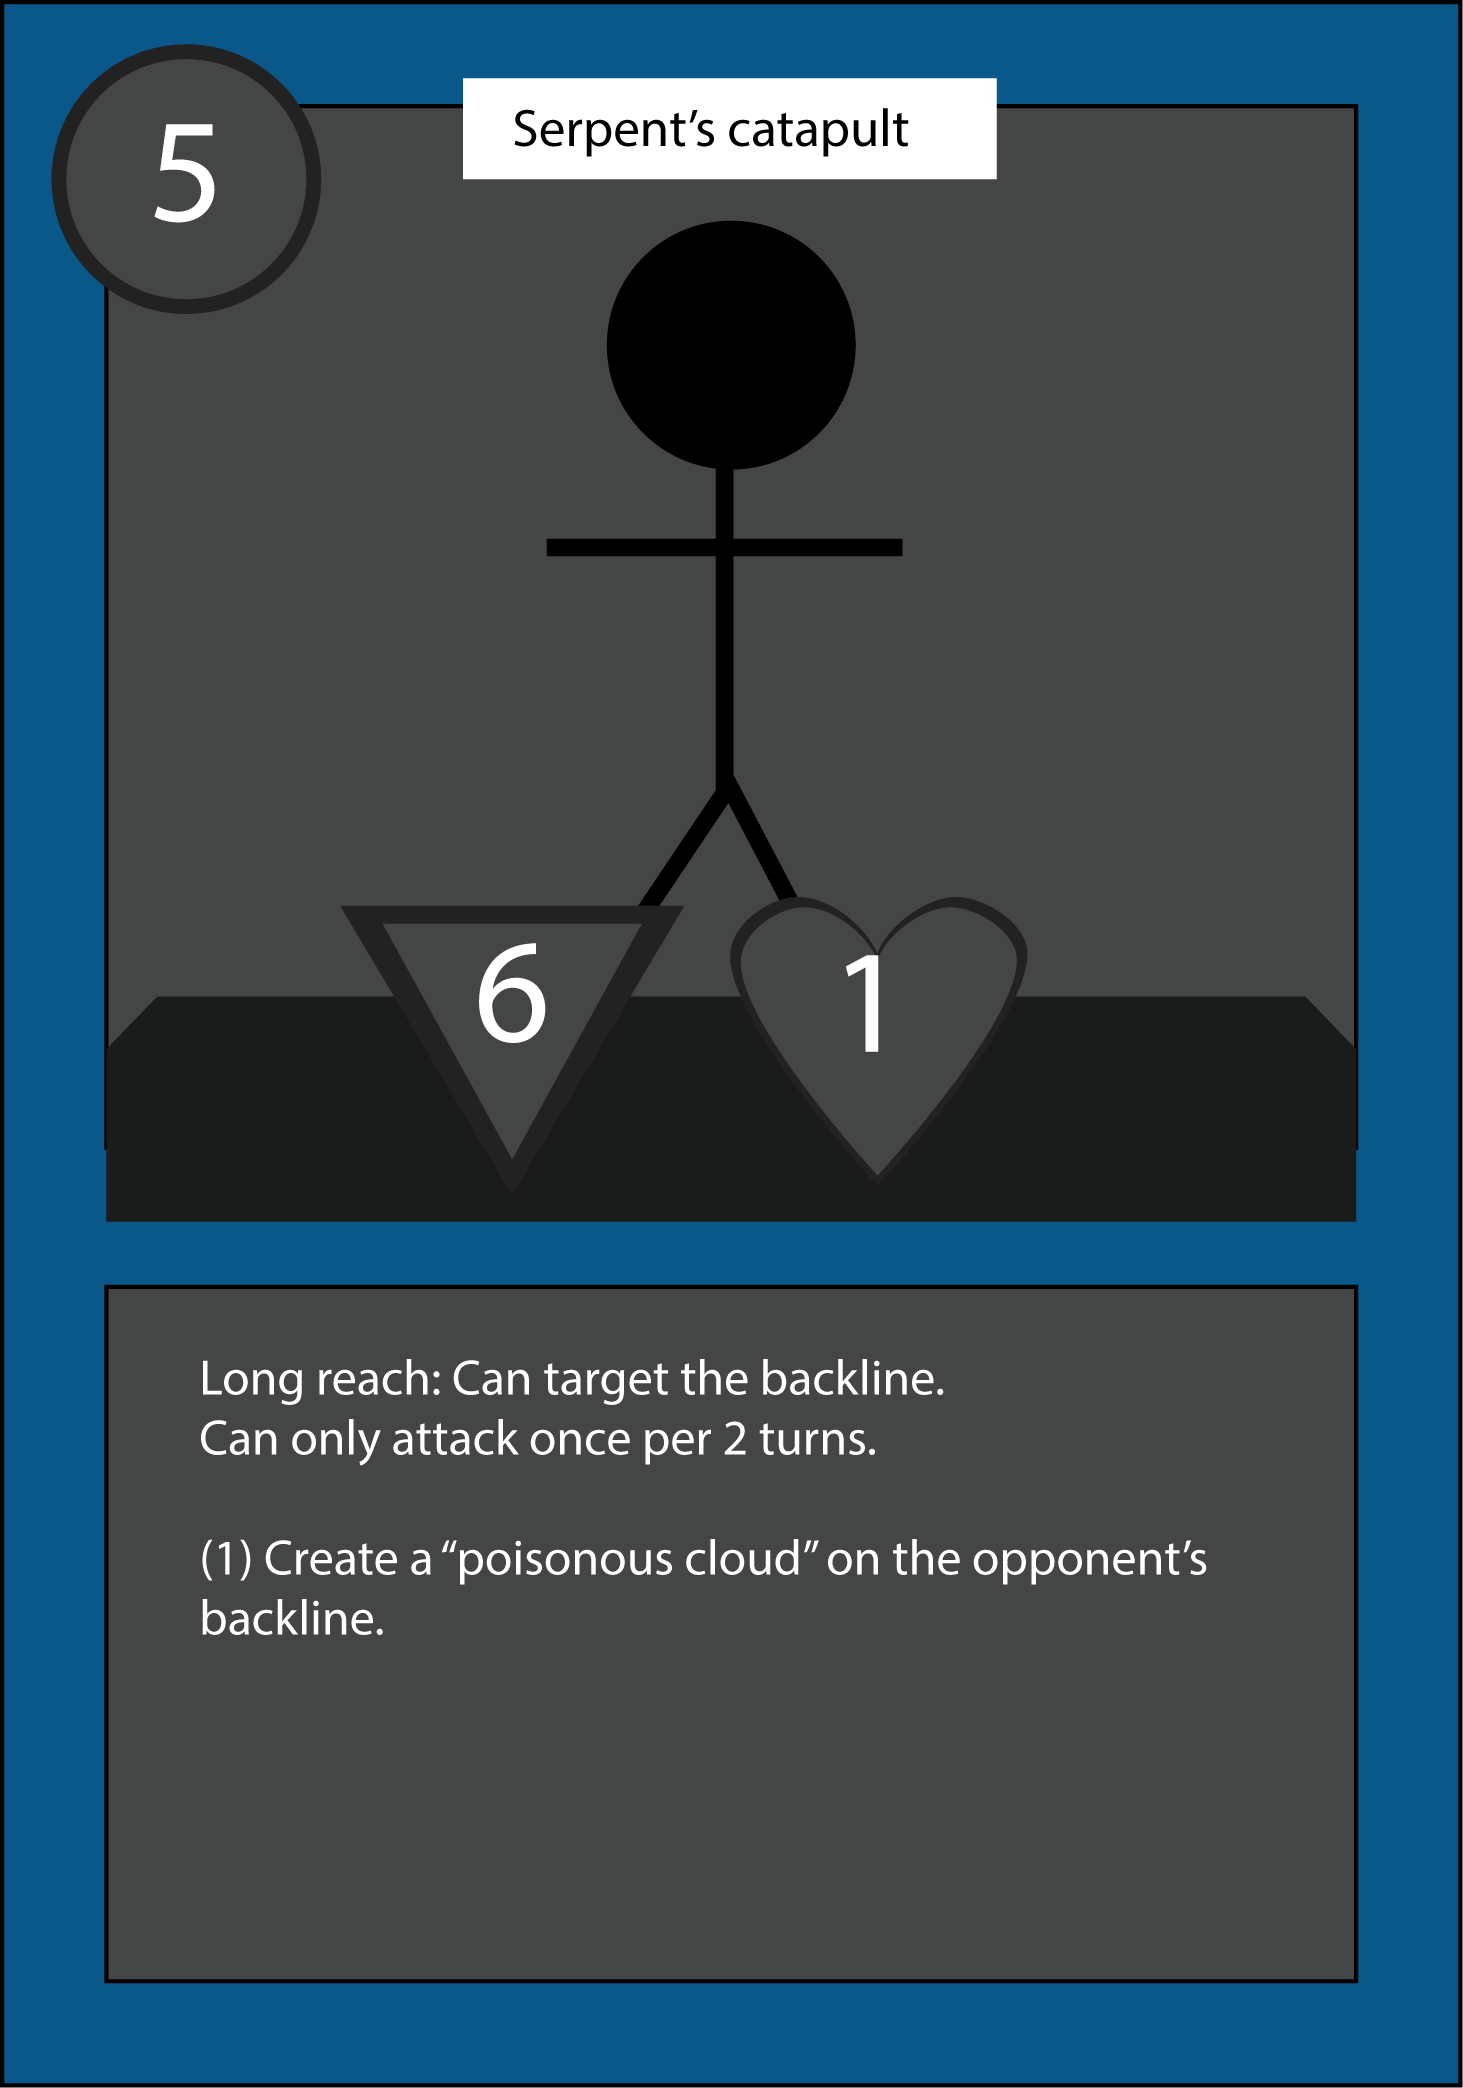 5
Serpent’s catapult
6
1
Long reach: Can target the backline.
Can only attack once per 2 turns.
(1) Create a “poisonous cloud” on the opponent’s
backline.